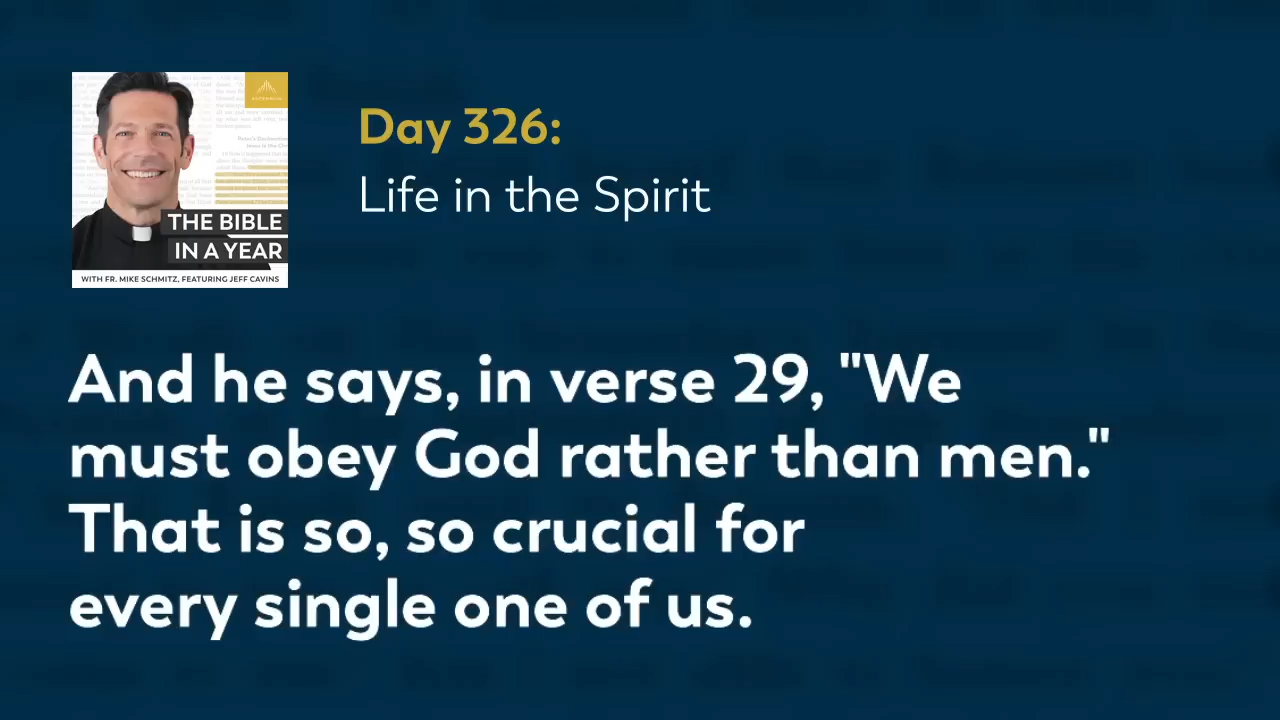 THE BIBLE
IN A YEAR
WITH FR. MIKE SCHMITZ, FEATURING JEFF CAVINS
Day 326:
Life in the Spirit
And he says, in verse 29, "We
must obey God rather than men."
That is so, so crucial for
every single one of us.